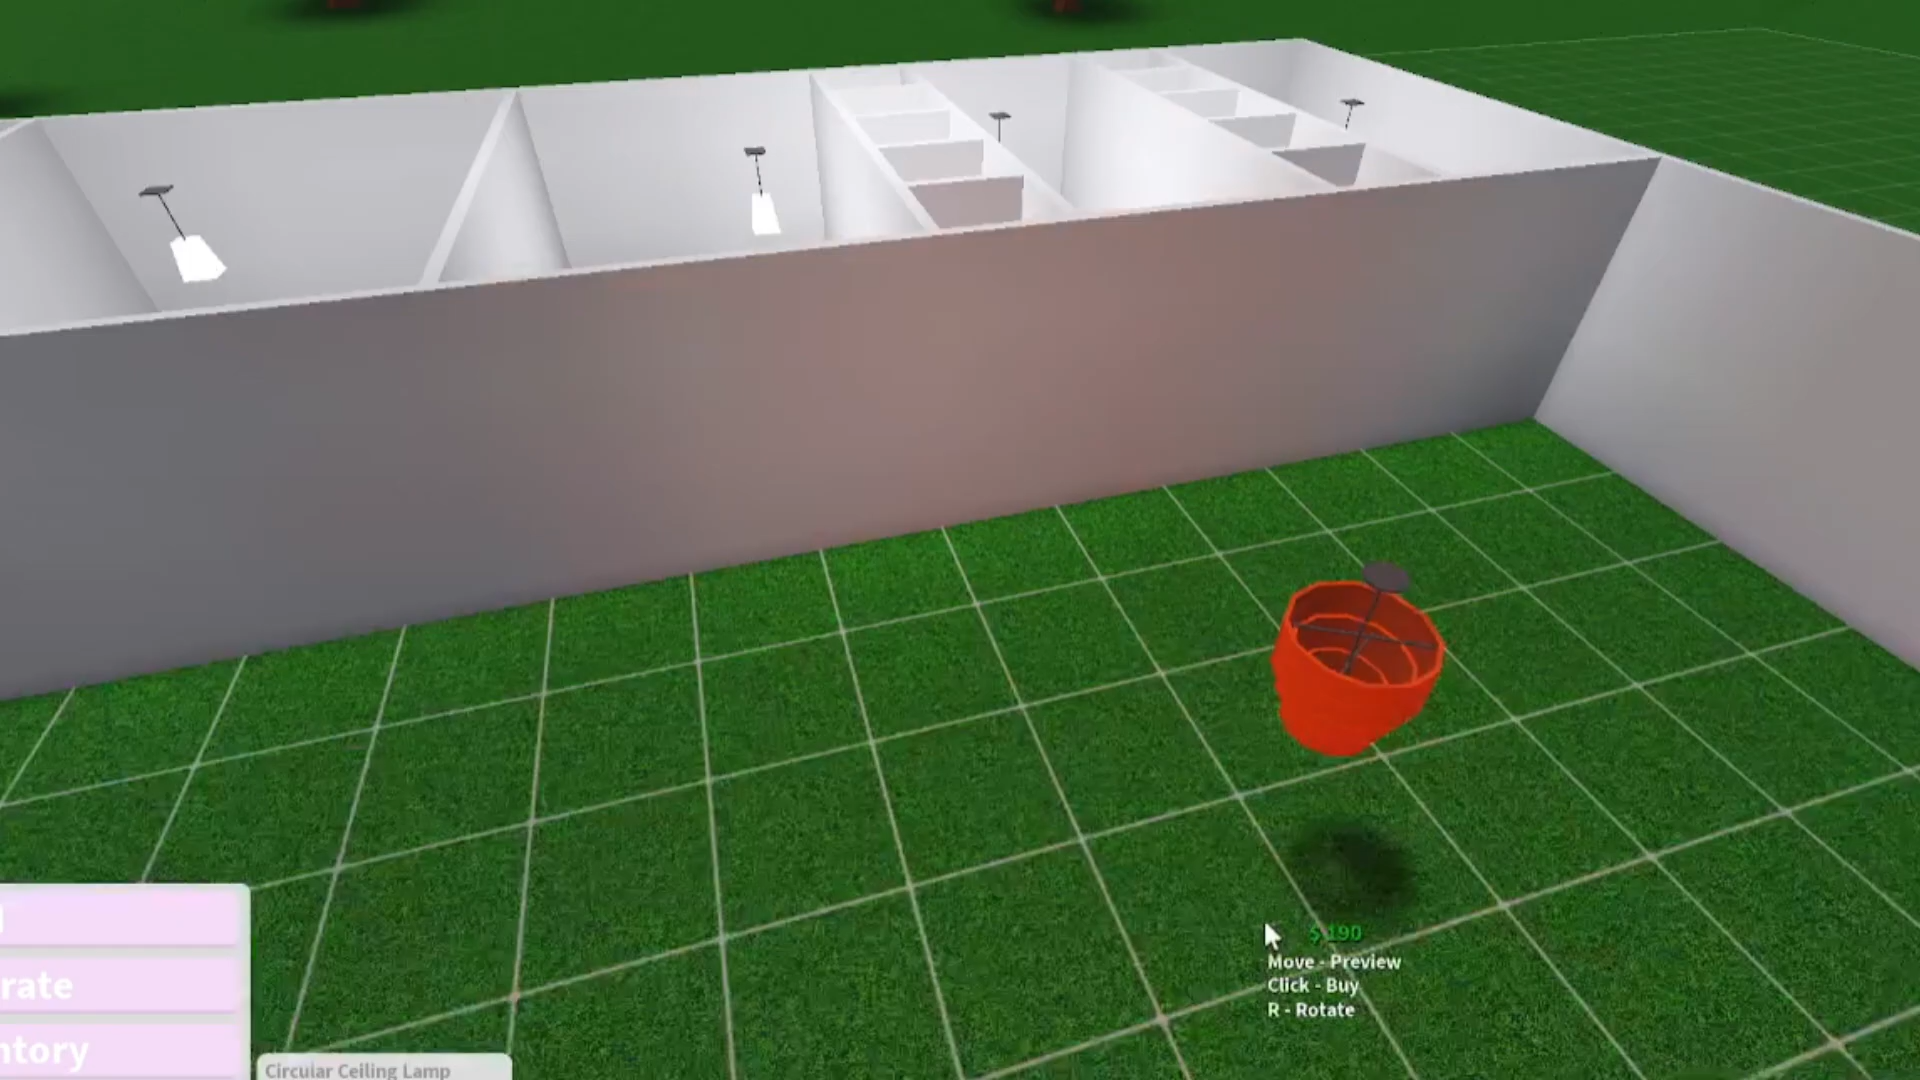 rate
ntory
Circular Ceiling Lamp
$ 190
Move - Preview
Click - Buy
R - Rotate